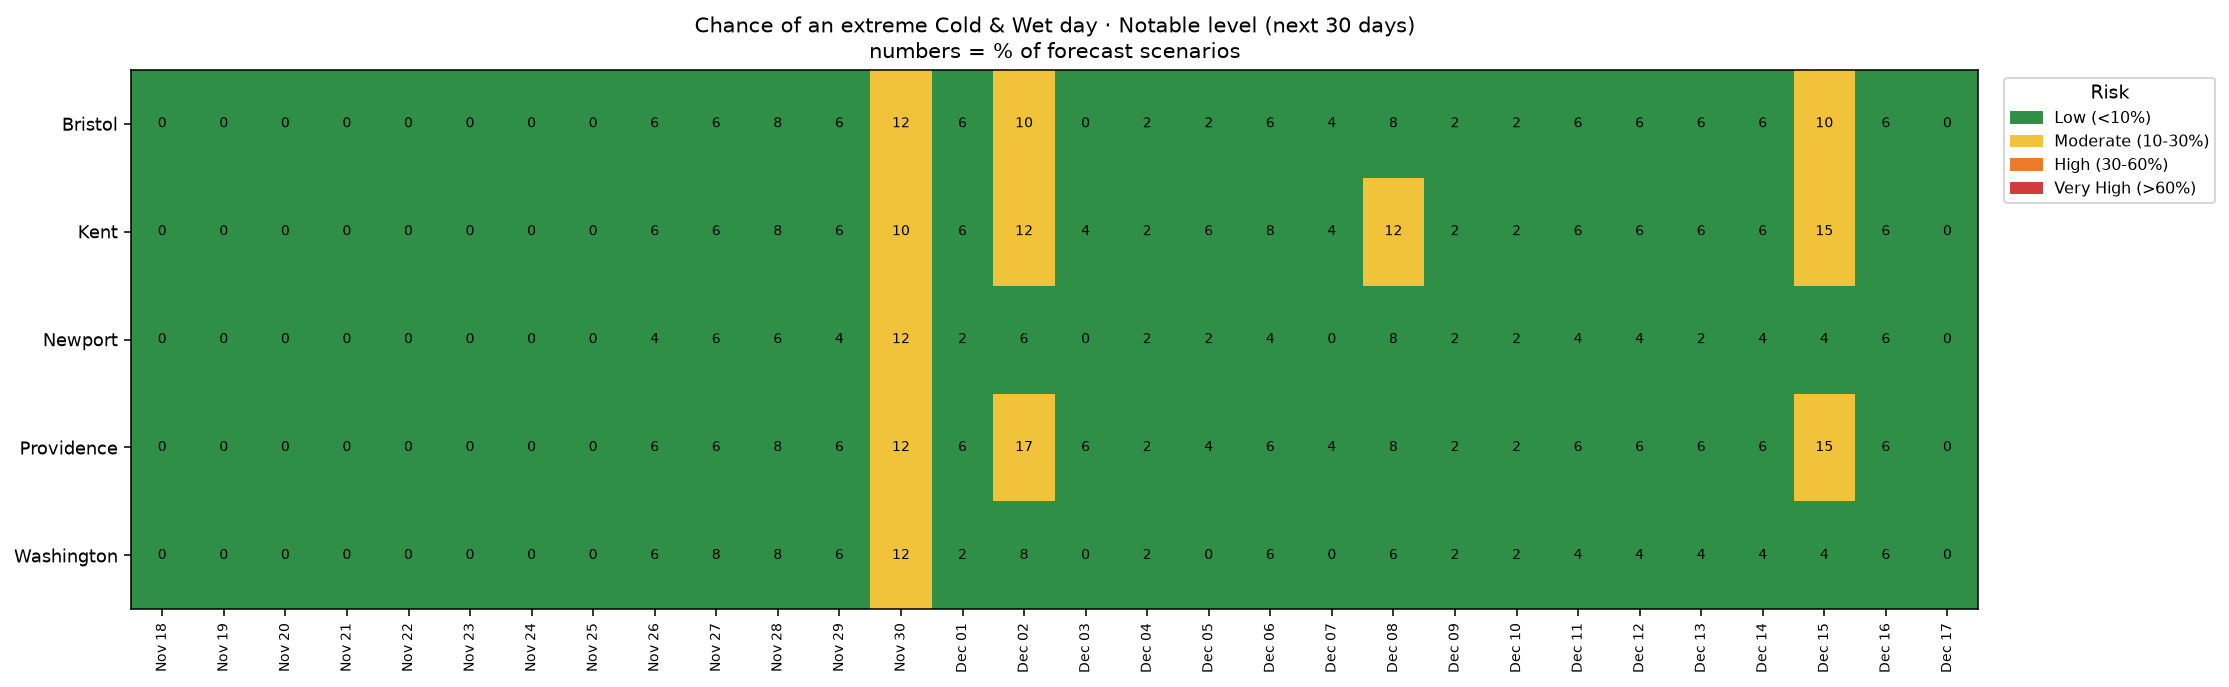 Chance of an extreme Cold & Wet day · Notable level (next 30 days)
numbers = % of forecast scenarios
Bristol 0 0 0 0 0 0 0 0 6 6 8 6 12 6 10 0 2 2 6 4 8 2 2 6 6 6 6 10 6 0
Kent 0 0 0 0 0 0 0 0 6 6 8 6 10 6 12 4 2 6 8 4 12 2 2 6 6 6 6 15 6 0
Newport 0 0 0 0 0 0 0 0 4 6 6 4 12 2 6 0 2 2 4 0 8 2 2 4 4 2 4 4 6 0
Providence 0 0 0 0 0 0 0 0 6 6 8 6 12 6 17 6 2 4 6 4 8 2 2 6 6 6 6 15 6 0
Washington 0 0 0 0 0 0 0 0 6 8 8 6 12 2 8 0 2 0 6 0 6 2 2 4 4 4 4 4 6 0
Nov 18 Nov 19 Nov 20 Nov 21 Nov 22 Nov 23 Nov 24 Nov 25 Nov 26 Nov 27 Nov 28 Nov 29 Nov 30 Dec 01 Dec 02 Dec 03 Dec 04 Dec 05 Dec 06 Dec 07 Dec 08 Dec 09 Dec 10 Dec 11 Dec 12 Dec 13 Dec 14 Dec 15 Dec 16 Dec 17
Risk
Low (<10%)
Moderate (10-30%)
High (30-60%)
Very High (>60%)